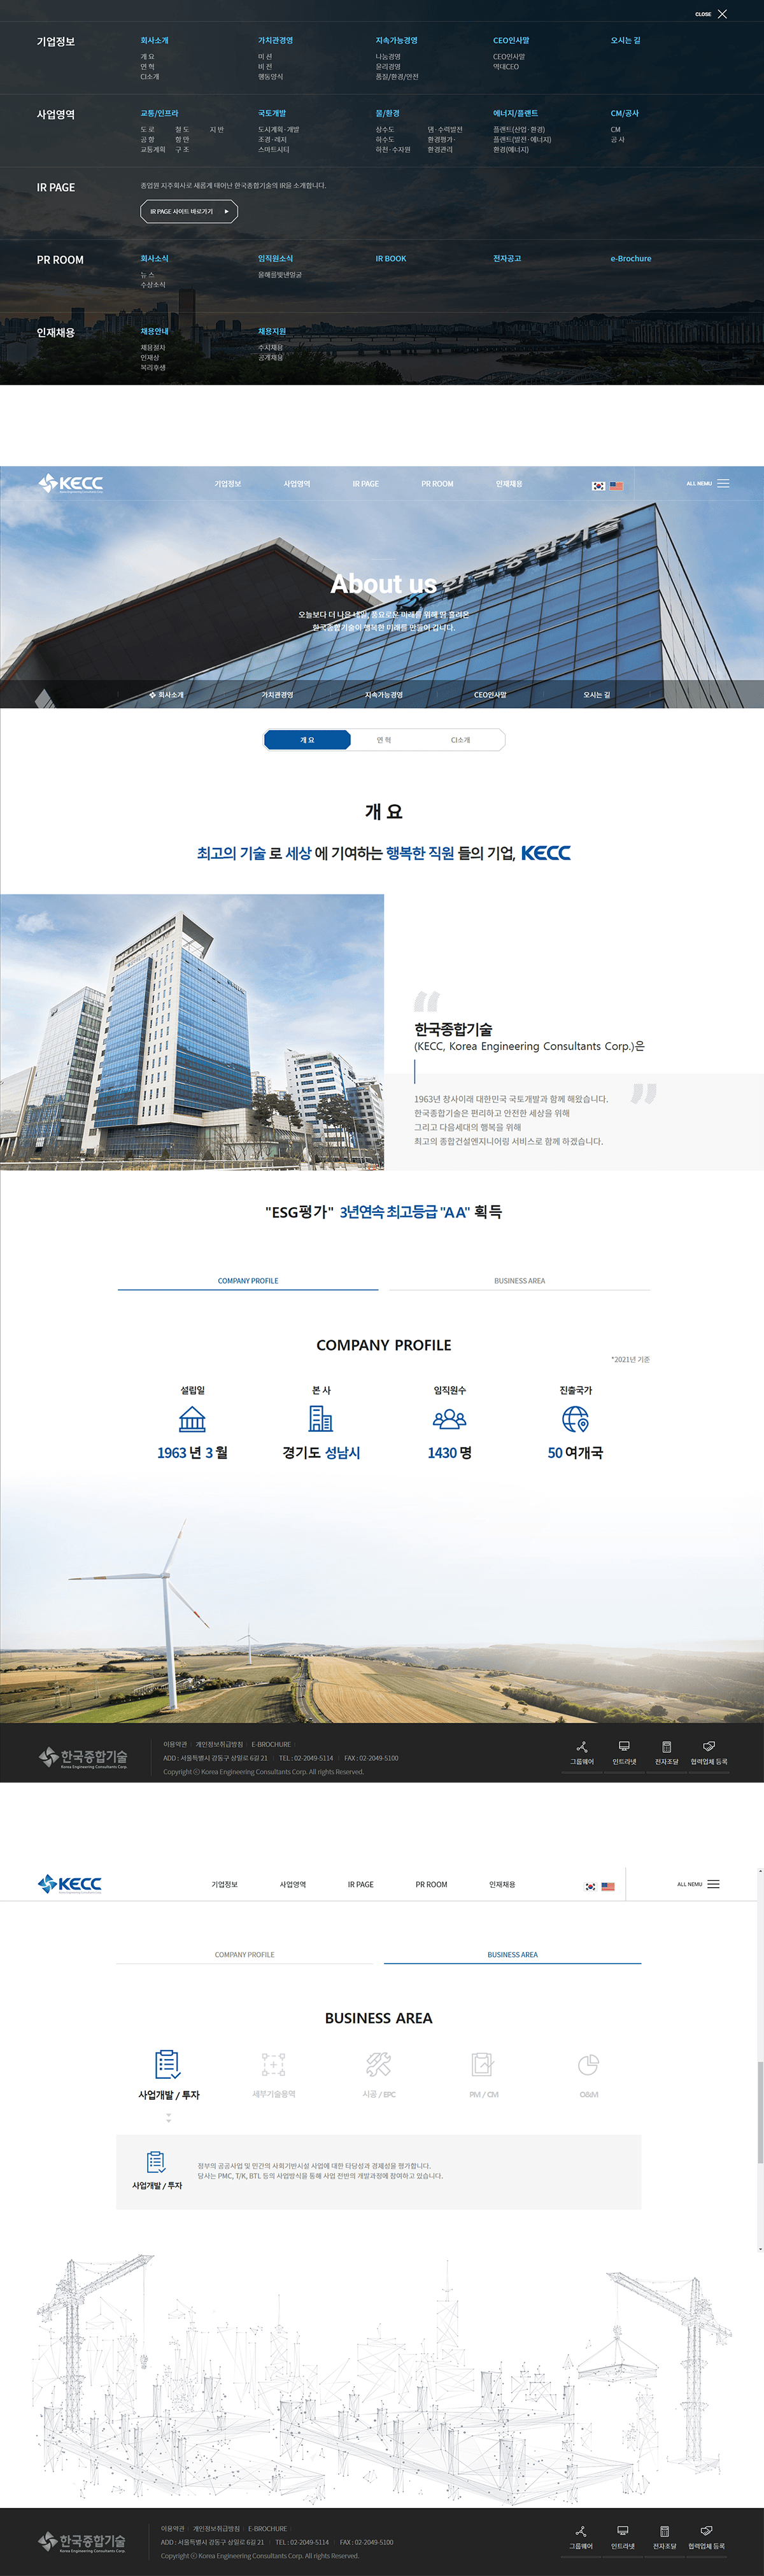 CLOSE
기업정보
회사소개
가치관경영
지속가능경영
CEO인사말
오시는 길
개 요
미 션
나눔경영
CEO인사말
연 혁
비 전
윤리경영
역대CEO
CI소개
행동양식
품질/환경/안전
사업영역
교통/인프라
국토개발
물/환경
에너지/플랜트
CM/공사
도 로
철 도
지 반
도시계획·개발
상수도
댐·수력발전
플랜트(산업·환경)
CM
공 항
항 만
조경·레저
하수도
환경평가·
플랜트(발전·에너지)
공 사
교통계획
구 조
스마트시티
하천·수자원
환경관리
환경(에너지)
IR PAGE
종업원 지주회사로 새롭게 태어난 한국종합기술의 IR을 소개합니다.
IR PAGE 사이트 바로가기
PR ROOM
회사소식
임직원소식
IR BOOK
전자공고
e-Brochure
뉴 스
올해를빛낸얼굴
수상소식
인재채용
채용안내
채용지원
채용절차
수시채용
인재상
공개채용
복리후생
KECC
기업정보
사업영역
IR PAGE
PR ROOM
인재채용
ALL NEMU
한국종합기술
About us
오늘보다 더 나은 내일, 풍요로운 미래를 위해 땀 흘려온
한국종합기술이 행복한 미래를 만들어 갑니다.
회사소개
가치관경영
지속가능경영
CEO인사말
오시는 길
개 요
연 혁
CI소개
개 요
최고의 기술 로 세상 에 기여하는 행복한 직원 들의 기업, KECC
“
한국종합기술
(KECC, Korea Engineering Consultants Corp.)은
”
1963년 창사이래 대한민국 국토개발과 함께 해왔습니다.
한국종합기술은 편리하고 안전한 세상을 위해
그리고 다음세대의 행복을 위해
최고의 종합건설엔지니어링 서비스로 함께 하겠습니다.
"ESG평가" 3년연속 최고등급 "AA" 획득
COMPANY PROFILE
BUSINESS AREA
COMPANY PROFILE
*2021년 기준
설립일
본 사
임직원수
진출국가
1963 년 3 월
경기도 성남시
1430 명
50 여개국
한국종합기술
Korea Engineering Consultants Corp.
이용약관
개인정보취급방침
E-BROCHURE
ADD : 서울특별시 강동구 상일로 6길 21
TEL : 02-2049-5114
FAX : 02-2049-5100
Copyright ⓒ Korea Engineering Consultants Corp. All rights Reserved.
그룹웨어
인트라넷
전자조달
협력업체 등록
KECC
기업정보
사업영역
IR PAGE
PR ROOM
인재채용
ALL NEMU
COMPANY PROFILE
BUSINESS AREA
BUSINESS AREA
사업개발 / 투자
세부기술용역
시공 / EPC
PM / CM
O&M
사업개발 / 투자
정부의 공공사업 및 민간의 사회기반시설 사업에 대한 타당성과 경제성을 평가합니다.
당사는 PMC, T/K, BTL 등의 사업방식을 통해 사업 전반의 개발과정에 참여하고 있습니다.
한국종합기술
Korea Engineering Consultants Corp.
이용약관
개인정보취급방침
E-BROCHURE
ADD : 서울특별시 강동구 상일로 6길 21
TEL : 02-2049-5114
FAX : 02-2049-5100
Copyright ⓒ Korea Engineering Consultants Corp. All rights Reserved.
그룹웨어
인트라넷
전자조달
협력업체 등록